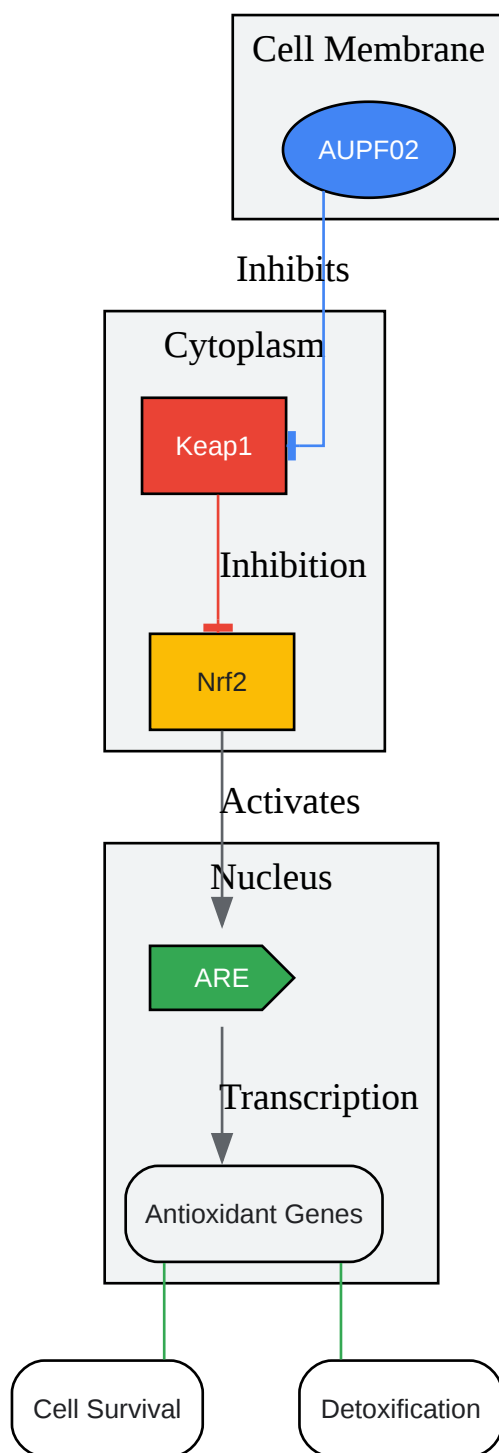 Cell Membrane
AUPF02
Inhibits
Cytoplasm
Keap1
Inhibition
Nrf2
Activates
Nucleus
ARE
Transcription
Antioxidant Genes
Cell Survival
Detoxification